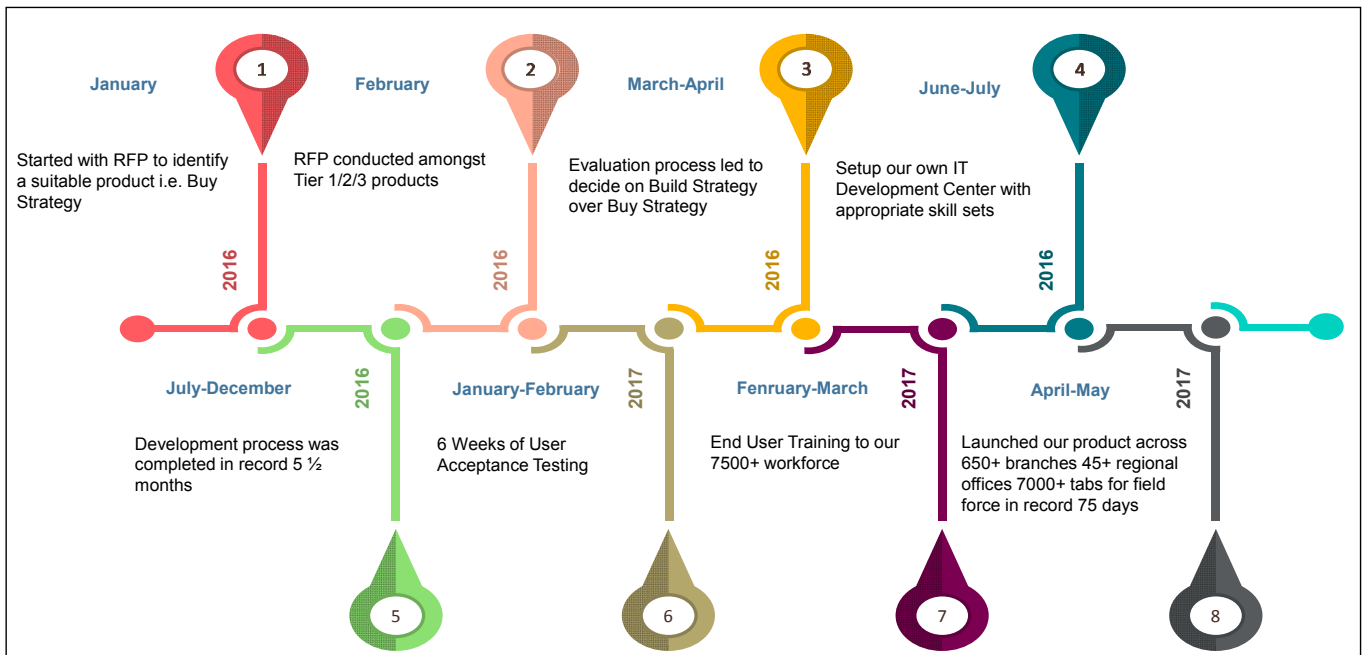 1
January
Started with RFP to identify
a suitable product i.e. Buy
Strategy
2016
2
February
RFP conducted amongst
Tier 1/2/3 products
2016
3
March-April
Evaluation process led to
decide on Build Strategy
over Buy Strategy
2016
4
June-July
Setup our own IT
Development Center with
appropriate skill sets
2016
July-December
2016
Development process was
completed in record 5 ½
months
5
January-February
2017
6 Weeks of User
Acceptance Testing
6
Fenruary-March
2017
End User Training to our
7500+ workforce
7
April-May
2017
Launched our product across
650+ branches 45+ regional
offices 7000+ tabs for field
force in record 75 days
8